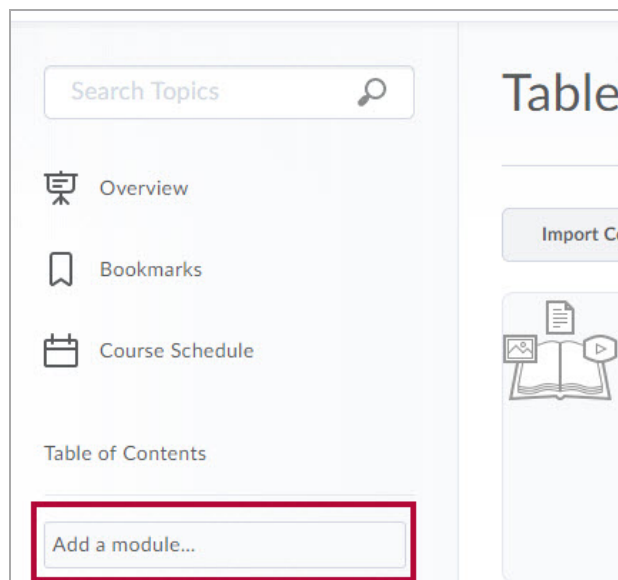 Search Topics
Overview
Bookmarks
Course Schedule
Table of Contents
Add a module...
Table
Import